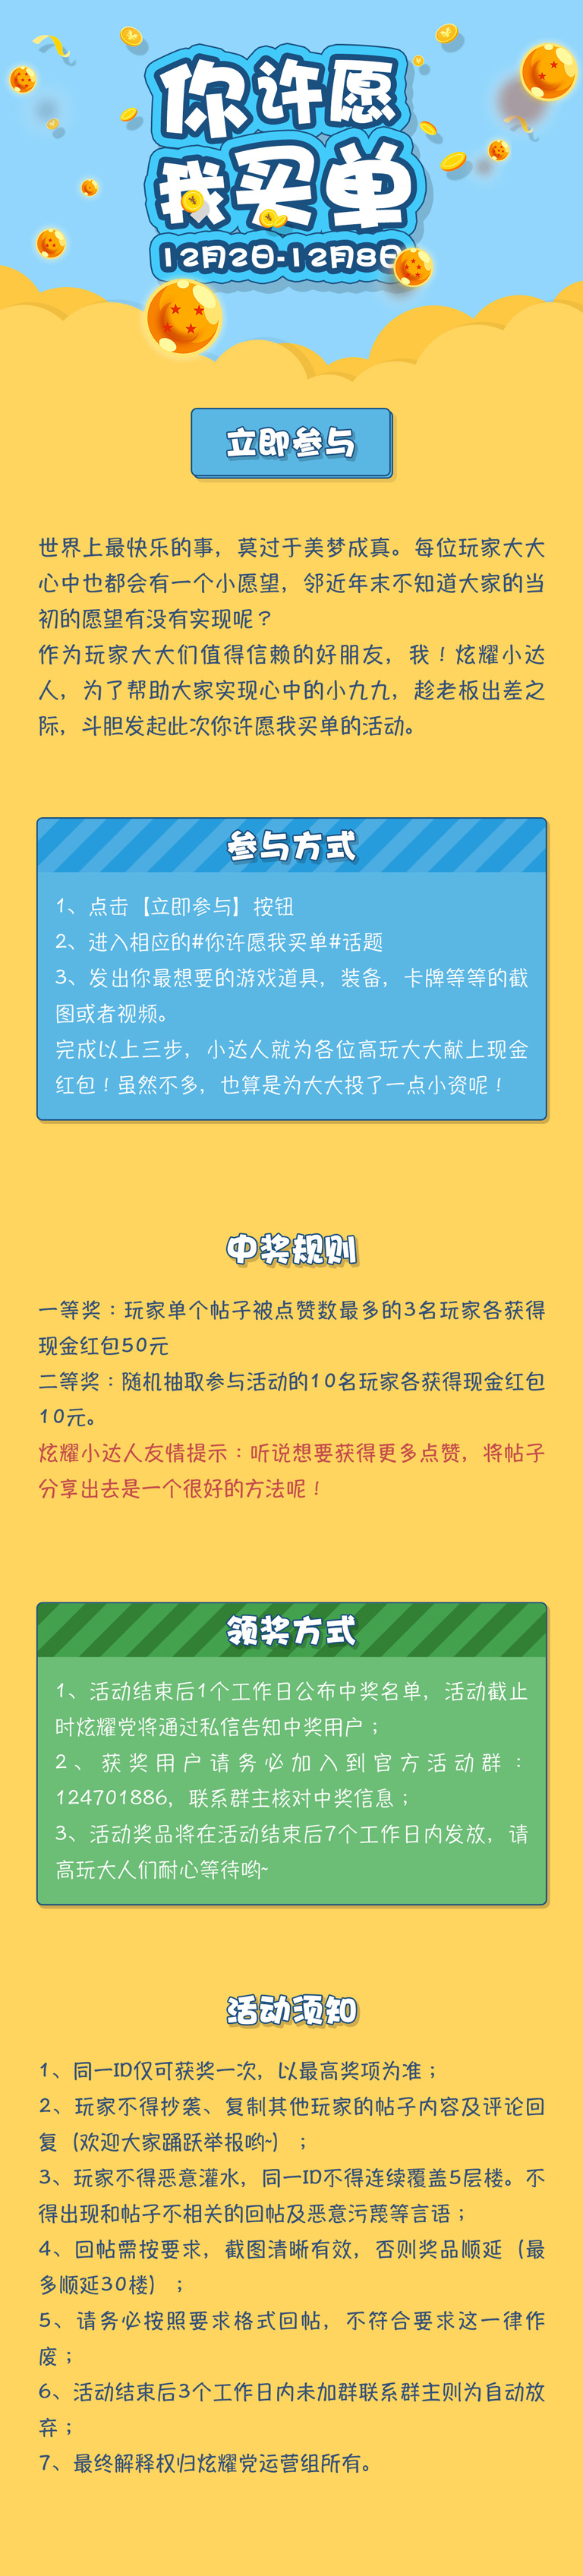 你许愿
我买单
12月2日-12月8日
立即参与
世界上最快乐的事，莫过于美梦成真。每位玩家大大
心中也都会有一个小愿望，邻近年末不知道大家的当
初的愿望有没有实现呢？
作为玩家大大们值得信赖的好朋友，我！炫耀小达
人，为了帮助大家实现心中的小九九，趁老板出差之
际，斗胆发起此次你许愿我买单的活动。
参与方式
1、点击【立即参与】按钮
2、进入相应的#你许愿我买单#话题
3、发出你最想要的游戏道具，装备，卡牌等等的截
图或者视频。
完成以上三步，小达人就为各位高玩大大献上现金
红包！虽然不多，也算是为大大投了一点小资呢！
中奖规则
一等奖：玩家单个帖子被点赞数最多的3名玩家各获得
现金红包50元
二等奖：随机抽取参与活动的10名玩家各获得现金红包
10元。
炫耀小达人友情提示：听说想要获得更多点赞，将帖子
分享出去是一个很好的方法呢！
领奖方式
1、活动结束后1个工作日公布中奖名单，活动截止
时炫耀党将通过私信告知中奖用户；
2、获奖用户请务必加入到官方活动群：
124701886，联系群主核对中奖信息；
3、活动奖品将在活动结束后7个工作日内发放，请
高玩大人们耐心等待哟~
活动须知
1、同一ID仅可获奖一次，以最高奖项为准；
2、玩家不得抄袭、复制其他玩家的帖子内容及评论回
复（欢迎大家踊跃举报哟~）；
3、玩家不得恶意灌水，同一ID不得连续覆盖5层楼。不
得出现和帖子不相关的回帖及恶意污蔑等言语；
4、回帖需按要求，截图清晰有效，否则奖品顺延（最
多顺延30楼）；
5、请务必按照要求格式回帖，不符合要求这一律作
废；
6、活动结束后3个工作日内未加群联系群主则为自动放
弃；
7、最终解释权归炫耀党运营组所有。